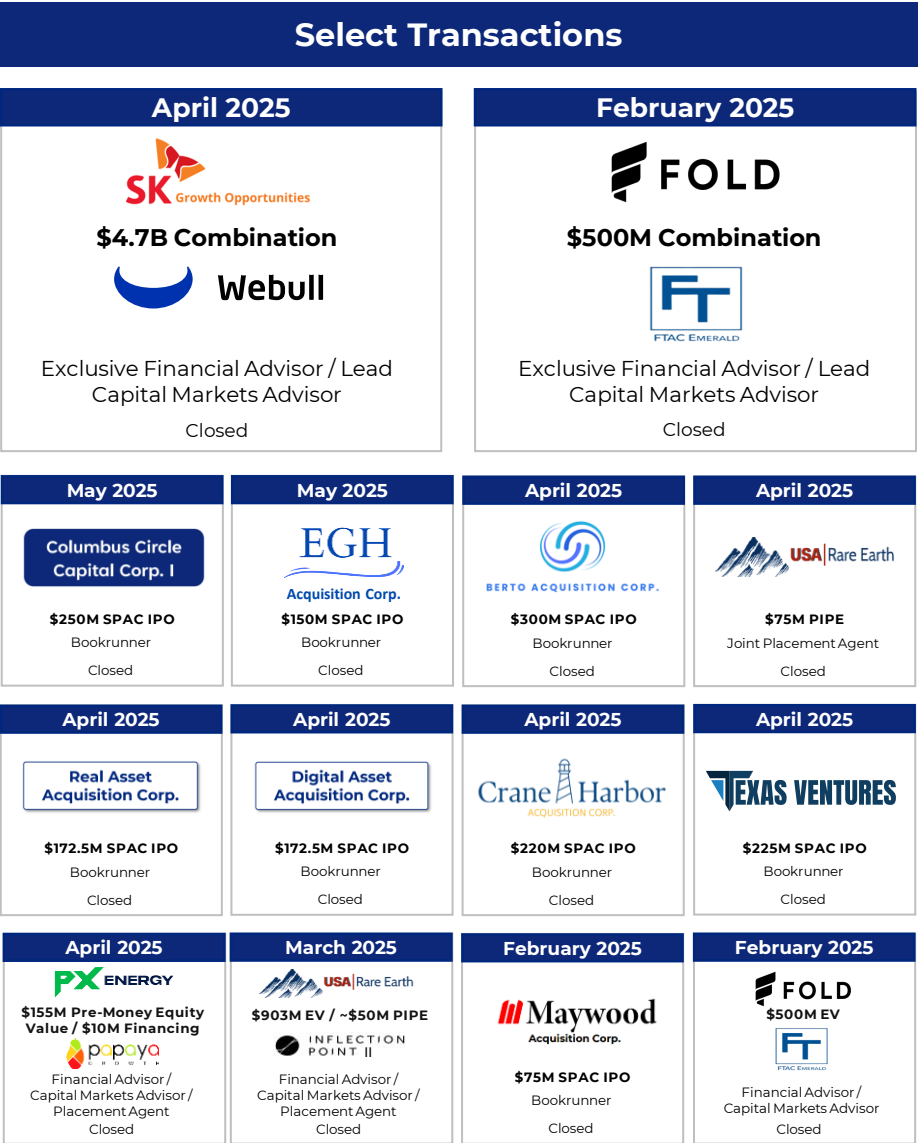 Select Transactions
April 2025
SK Growth Opportunities
$4.7B Combination
Webull
Exclusive Financial Advisor / Lead
Capital Markets Advisor
Closed
February 2025
FOLD
$500M Combination
FT
FTAC EMERALD
Exclusive Financial Advisor / Lead
Capital Markets Advisor
Closed
May 2025
Columbus Circle
Capital Corp. I
$250M SPAC IPO
Bookrunner
Closed
May 2025
EGH
Acquisition Corp.
$150M SPAC IPO
Bookrunner
Closed
April 2025
BERTO ACQUISITION CORP.
$300M SPAC IPO
Bookrunner
Closed
April 2025
USA|Rare Earth
$75M PIPE
Joint Placement Agent
Closed
April 2025
Real Asset
Acquisition Corp.
$172.5M SPAC IPO
Bookrunner
Closed
April 2025
Digital Asset
Acquisition Corp.
$172.5M SPAC IPO
Bookrunner
Closed
April 2025
Crane Harbor
ACQUISITION CORP.
$220M SPAC IPO
Bookrunner
Closed
April 2025
TEXAS VENTURES
$225M SPAC IPO
Bookrunner
Closed
April 2025
PX ENERGY
$155M Pre-Money Equity
Value / $10M Financing
papaya
GROWTH
Financial Advisor /
Capital Markets Advisor /
Placement Agent
Closed
March 2025
USA|Rare Earth
$903M EV / ~$50M PIPE
INFLECTION
POINT II
Financial Advisor /
Capital Markets Advisor /
Placement Agent
Closed
February 2025
Maywood
Acquisition Corp.
$75M SPAC IPO
Bookrunner
Closed
February 2025
FOLD
$500M EV
FT
FTAC EMERALD
Financial Advisor /
Capital Markets Advisor
Closed